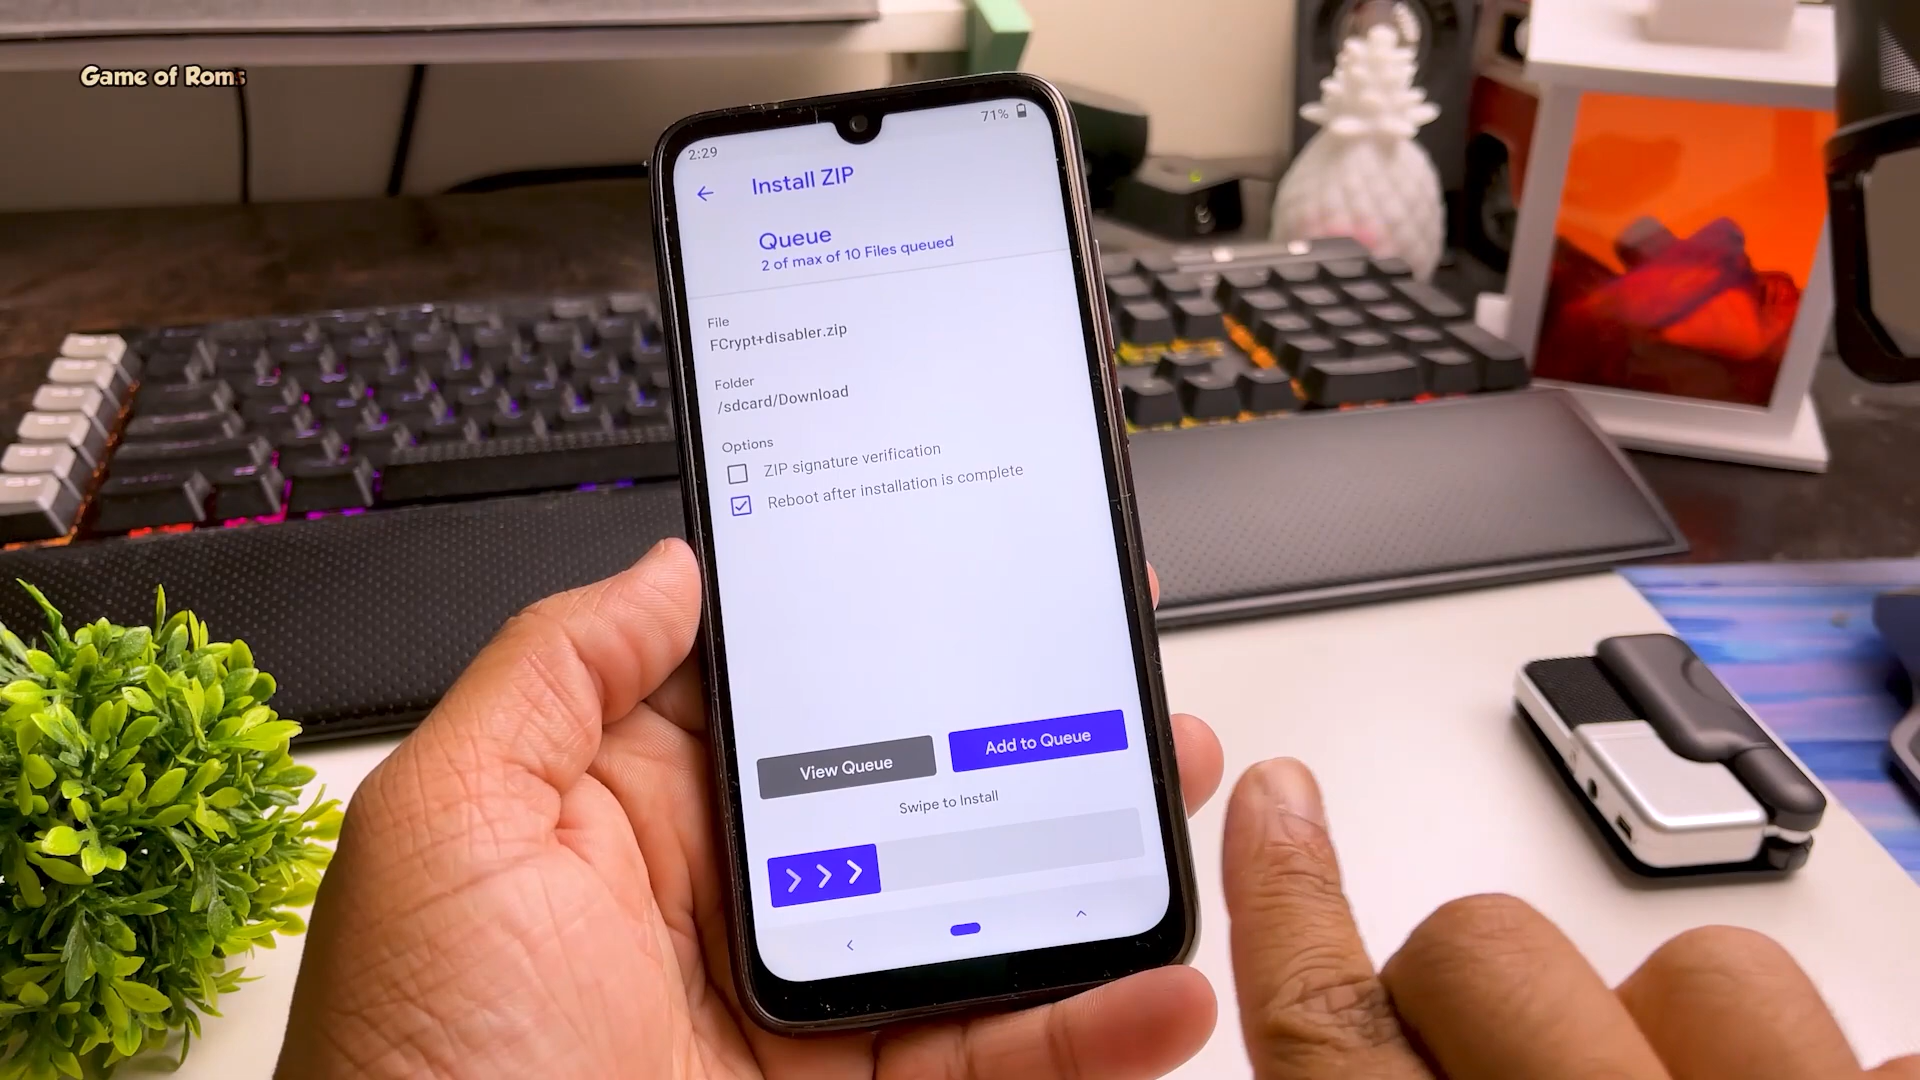 Game of Roms
71%
2:29
Install ZIP
Queue
2 of max of 10 Files queued
File
FCrypt+disabler.zip
Folder
/sdcard/Download
Options
ZIP signature verification
Reboot after installation is complete
View Queue
Add to Queue
Swipe to Install